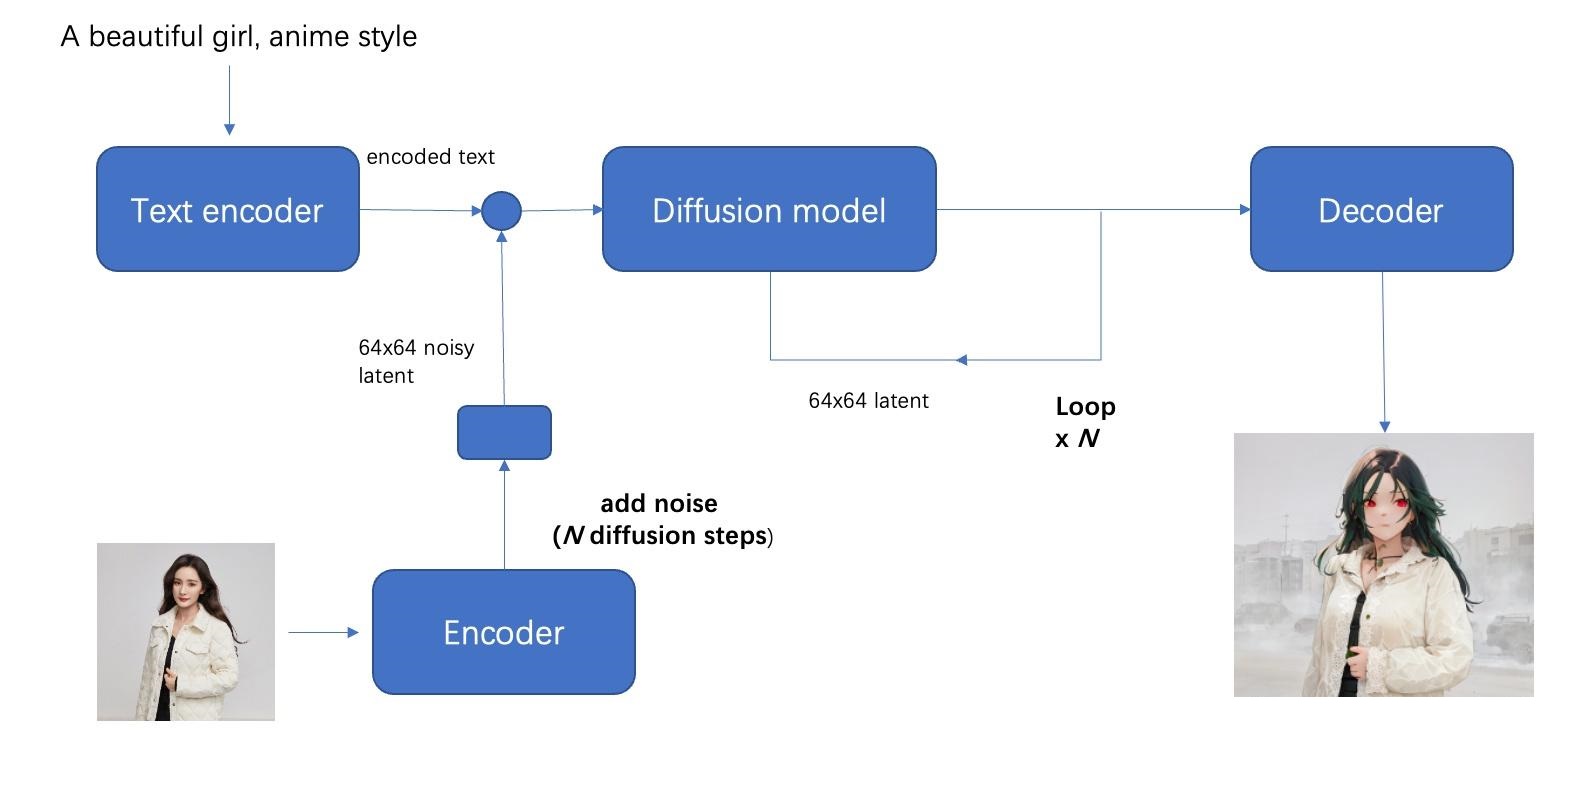 A beautiful girl, anime style
encoded text
Text encoder
Diffusion model
Decoder
64x64 noisy
latent
64x64 latent
Loop
x N
add noise
(N diffusion steps)
Encoder